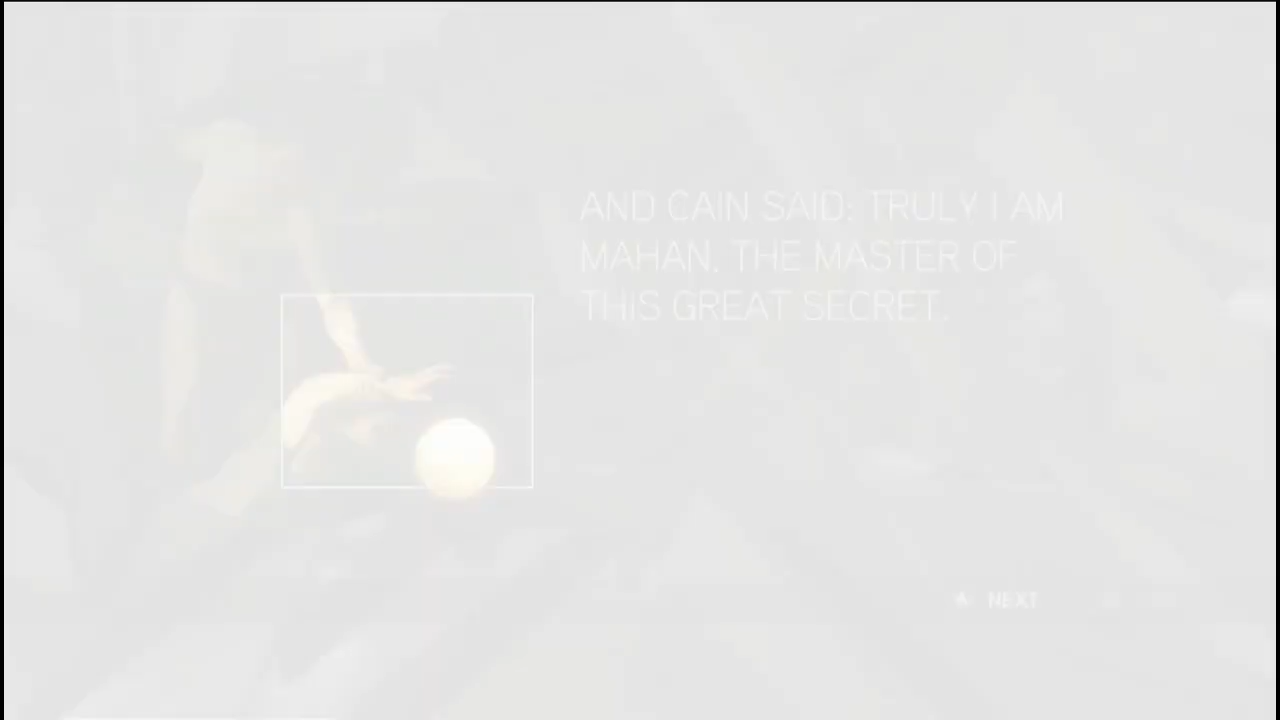 AND CAIN SAID: TRULY I AM
MAHAN, THE MASTER OF
THIS GREAT SECRET.
A NEXT